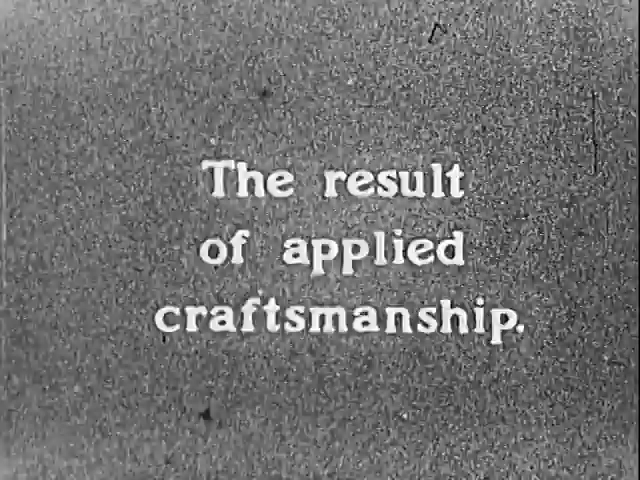 The result
of applied
craftsmanship.